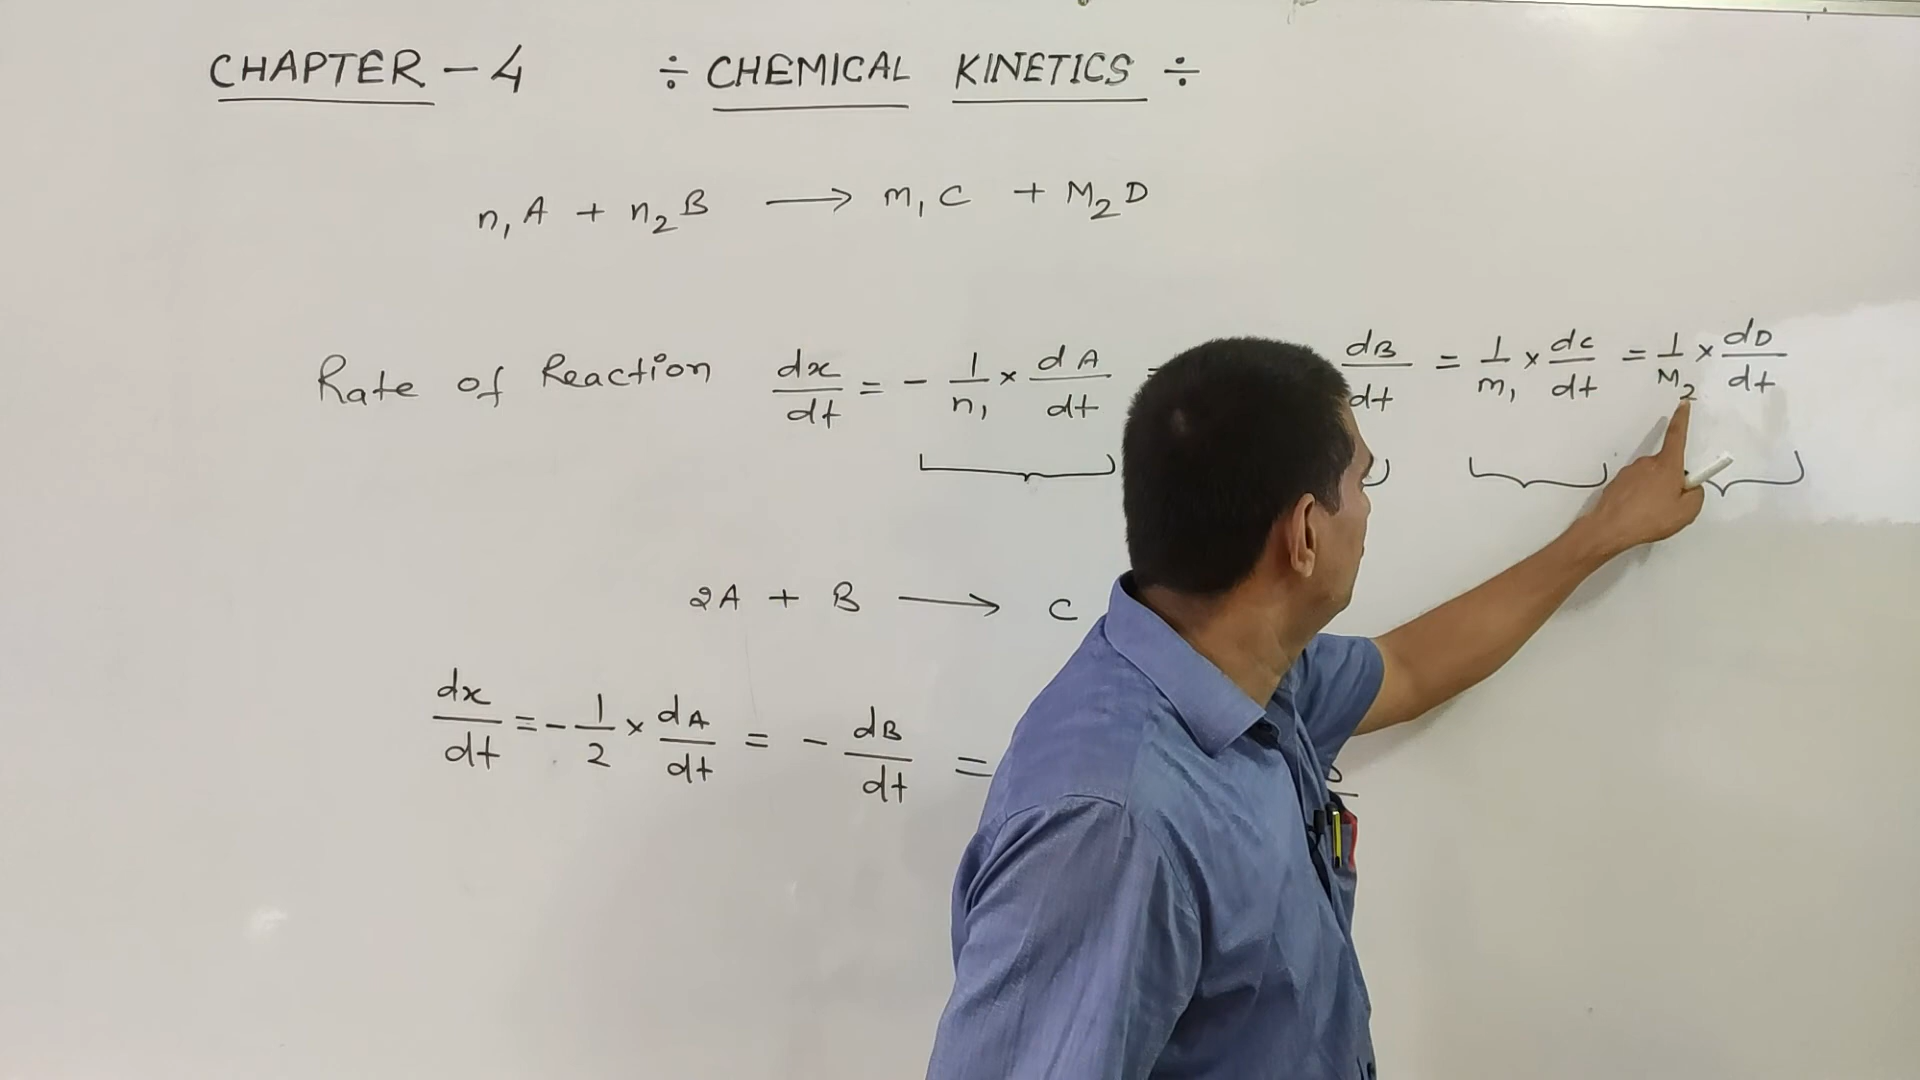 CHAPTER - 4 ÷ CHEMICAL KINETICS ÷
n₁A + n₂B → m₁C + M₂D
Rate of Reaction dx/dt = - 1/n₁ × dA/dt = dB/dt = 1/m₁ × dc/dt = 1/M₂ × dD/dt
2A + B → C
dx/dt = - 1/2 × dA/dt = - dB/dt =